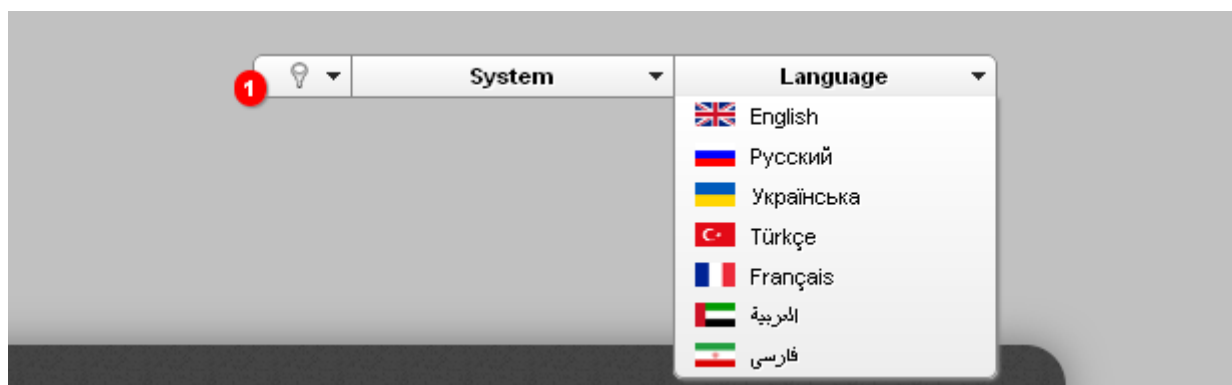 1 System Language
English
Русский
Українська
Türkçe
Français
العربية
فارسی